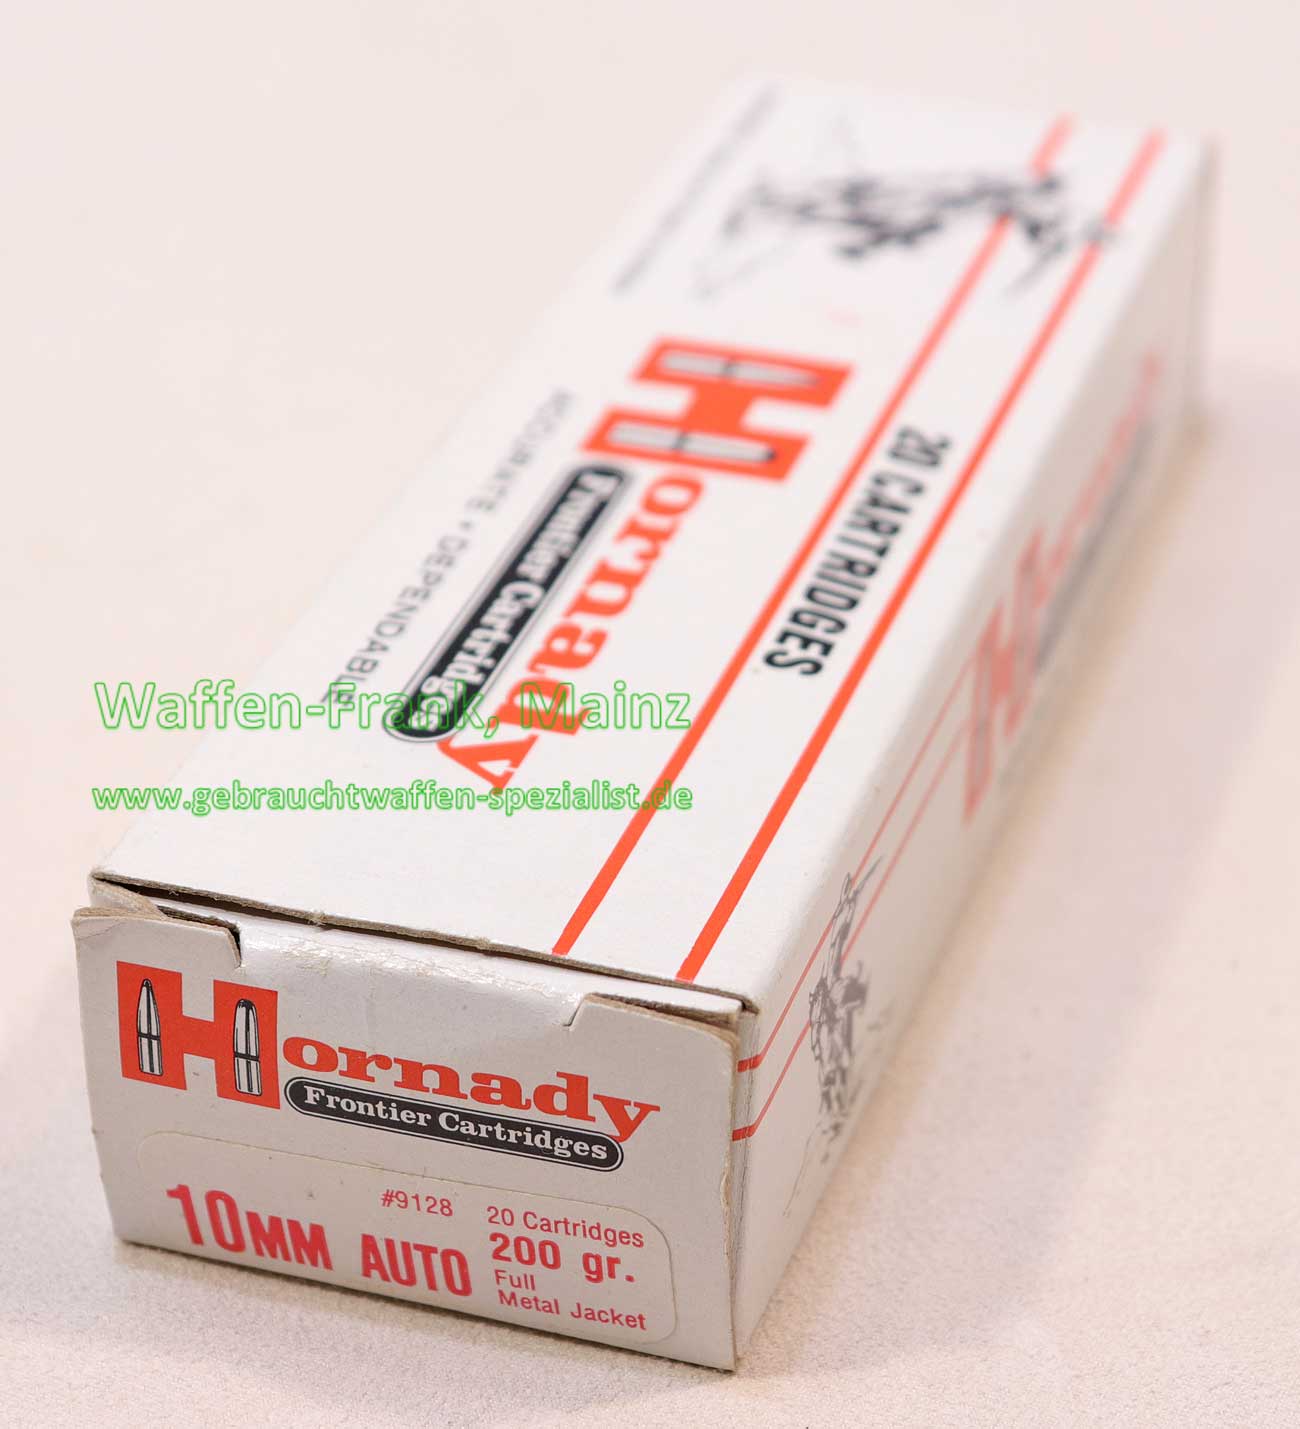 20 CARTRIDGES
Hornady
Frontier Cartridges
ACCURATE • DEPENDABLE
Waffen-Frank, Mainz
www.gebrauchtwaffen-spezialist.de
Hornady
Frontier Cartridges
#9128
20 Cartridges
10MM AUTO
200 gr.
Full
Metal Jacket